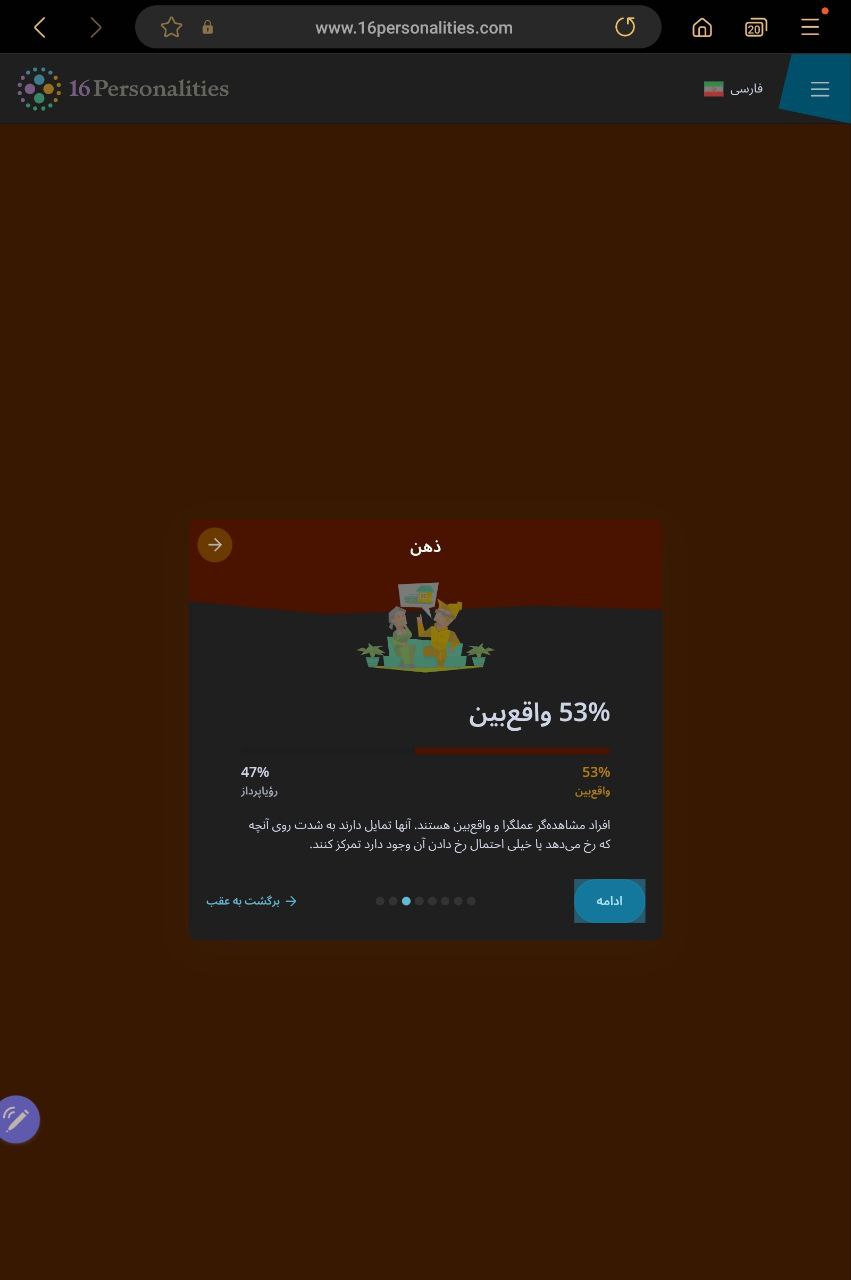 www.16personalities.com
20
16Personalities
فارسی
ذهن
53% واقع‌بین
53%
47%
واقع‌بین
رؤیاپرداز
افراد مشاهده‌گر عملگرا و واقع‌بین هستند. آنها تمایل دارند به شدت روی آنچه
که رخ می‌دهد یا خیلی احتمال رخ دادن آن وجود دارد تمرکز کنند.
ادامه
برگشت به عقب